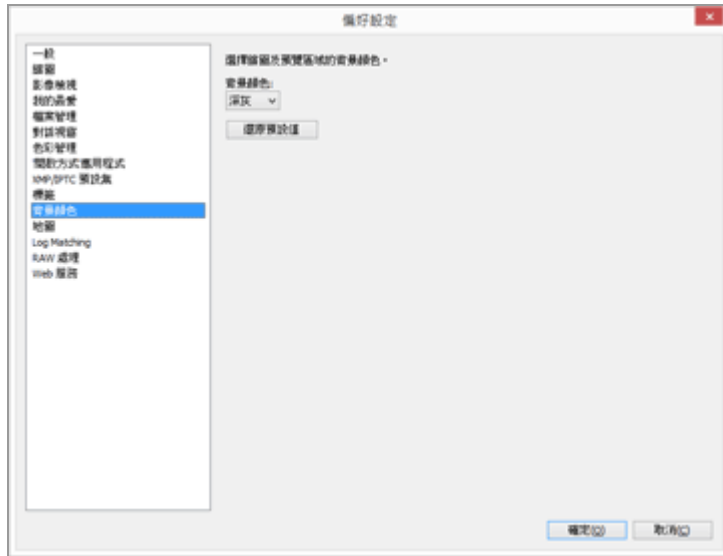 偏好設定
一般
縮圖
影像檢視
我的最愛
檔案管理
對話視窗
色彩管理
開啟方式應用程式
XMP/IPTC 預設集
標籤
背景顏色
地圖
Log Matching
RAW 處理
Web 服務
選擇縮圖及預覽區域的背景顏色。
背景顏色:
深灰
還原預設值
確定(O)
取消(C)